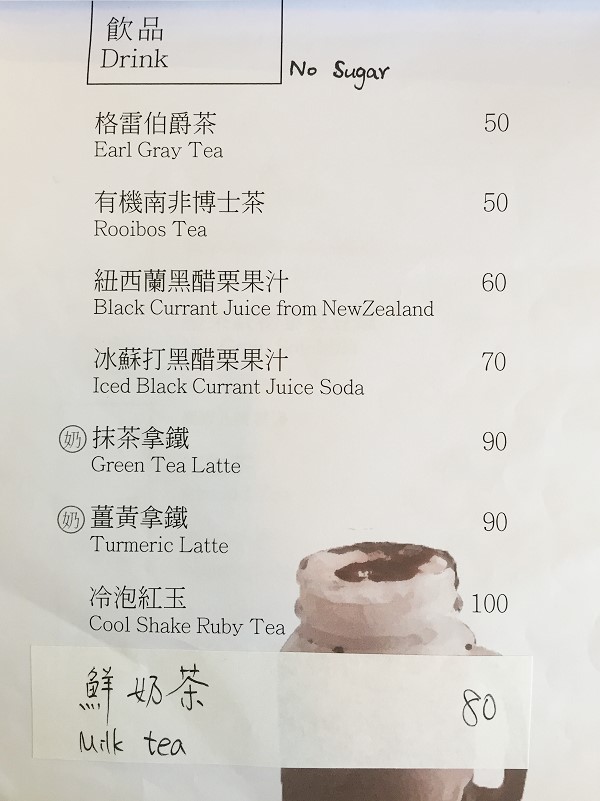 飲品
Drink
No Sugar
格雷伯爵茶 50
Earl Gray Tea
有機南非博士茶 50
Rooibos Tea
紐西蘭黑醋栗果汁 60
Black Currant Juice from NewZealand
冰蘇打黑醋栗果汁 70
Iced Black Currant Juice Soda
奶 抹茶拿鐵 90
Green Tea Latte
奶 薑黃拿鐵 90
Turmeric Latte
冷泡紅玉 100
Cool Shake Ruby Tea
鮮奶茶 80
Milk tea